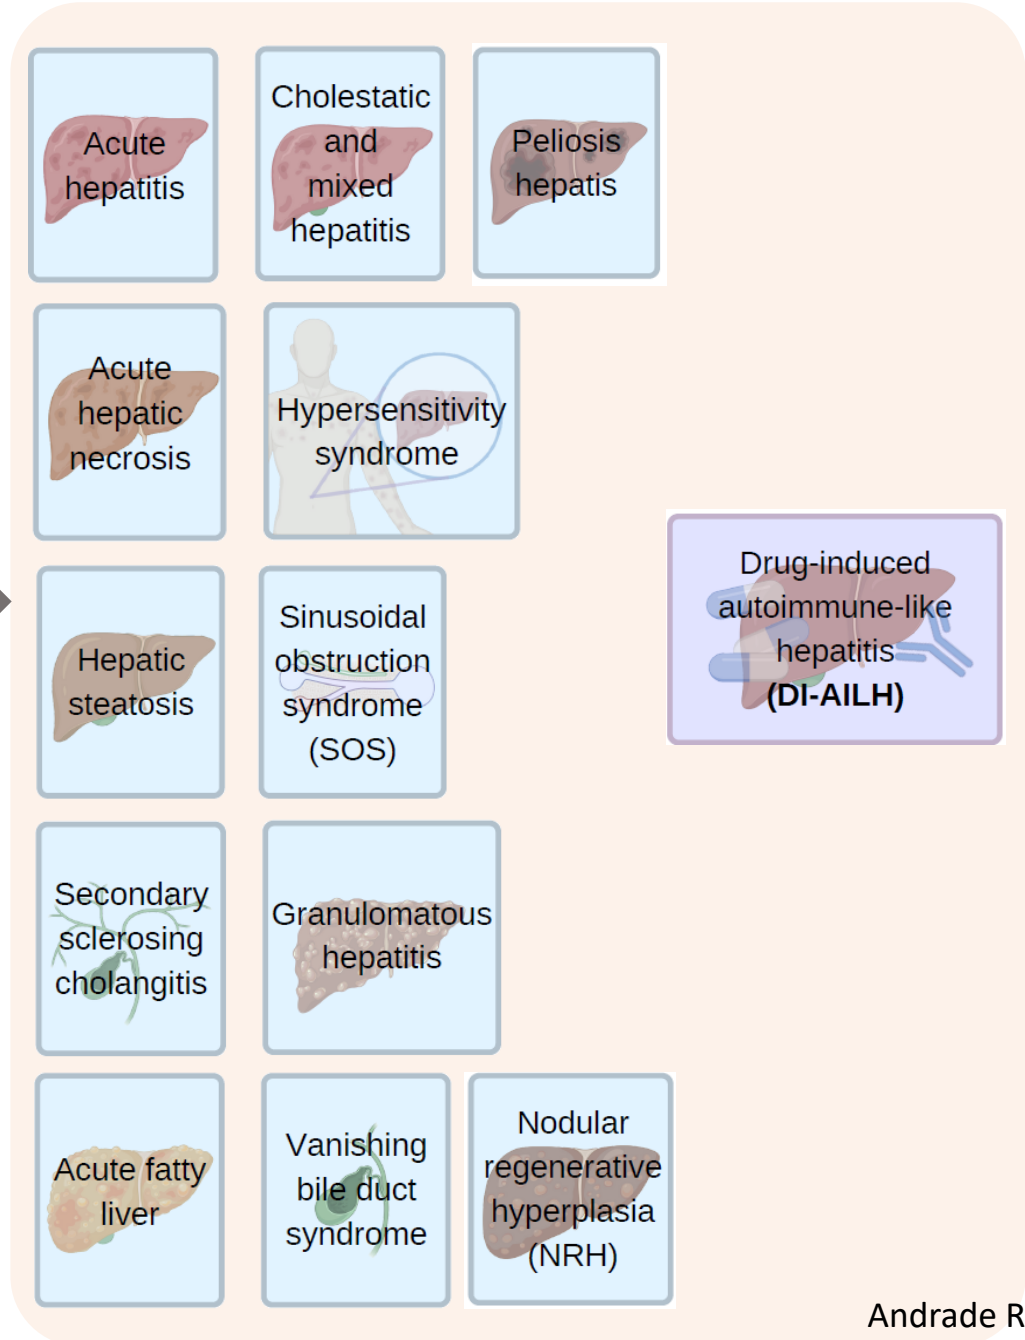 Acute
hepatitis
Cholestatic
and
mixed
hepatitis
Peliosis
hepatis
Acute
hepatic
necrosis
Hypersensitivity
syndrome
Drug-induced
autoimmune-like
hepatitis
(DI-AILH)
Hepatic
steatosis
Sinusoidal
obstruction
syndrome
(SOS)
Secondary
sclerosing
cholangitis
Granulomatous
hepatitis
Acute fatty
liver
Vanishing
bile duct
syndrome
Nodular
regenerative
hyperplasia
(NRH)
Andrade R